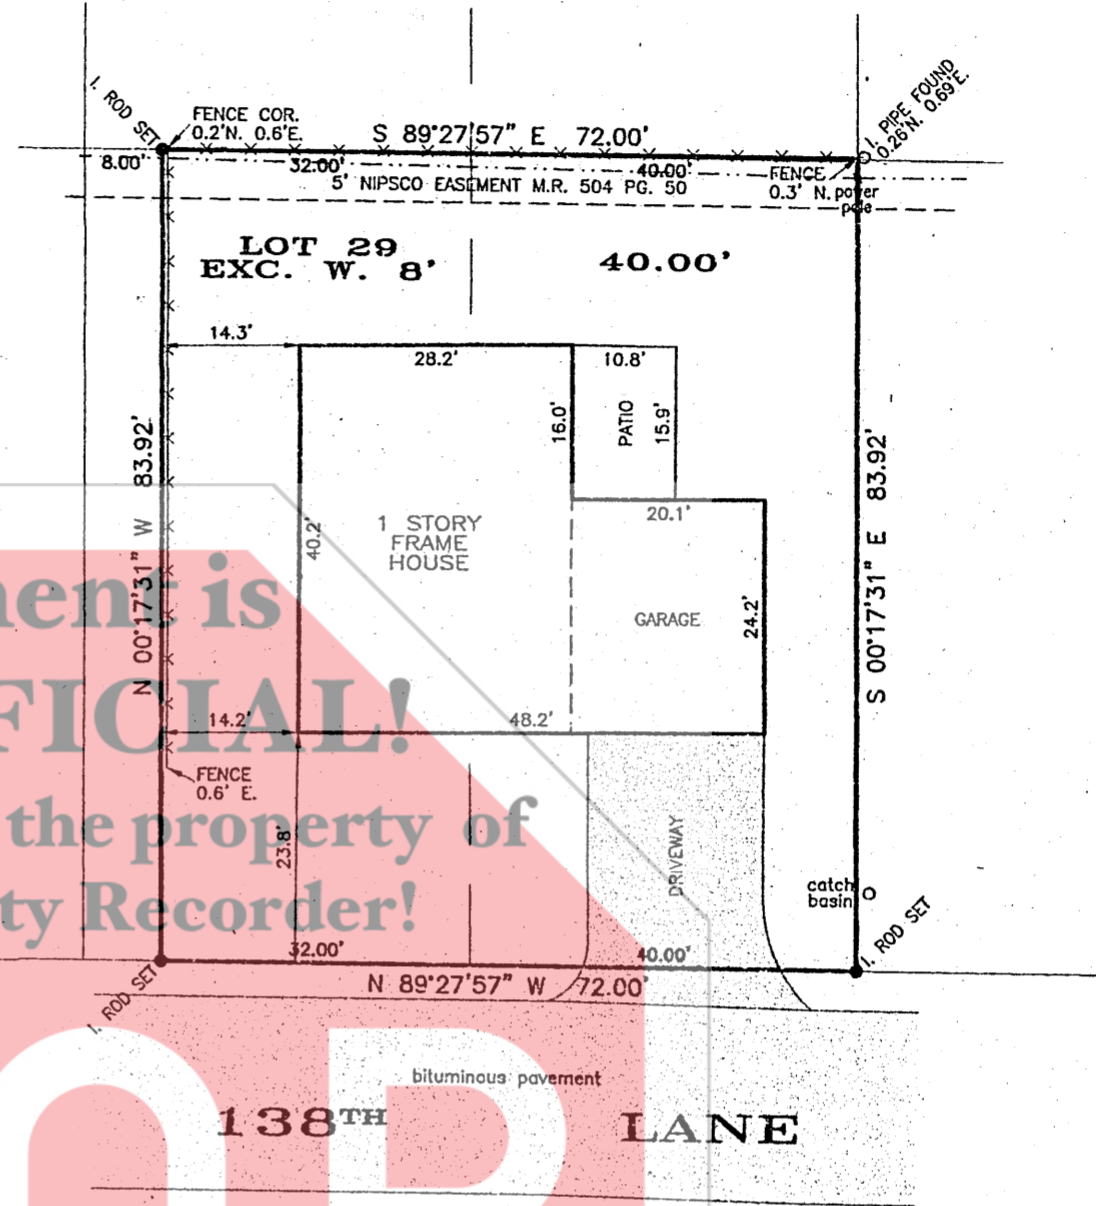 I. ROD SET
FENCE COR.
0.2'N. 0.6'E.
S 89°27'57" E 72.00'
I. PIPE FOUND
0.26'N. 0.69'E.
8.00'
32.00'
40.00'
5' NIPSCO EASEMENT M.R. 504 PG. 50
FENCE
0.3' N.
power
pole
LOT 29
EXC. W. 8'
40.00'
14.3'
28.2'
10.8'
16.0'
PATIO
15.9'
N 00°17'31" W 83.92'
S 00°17'31" E 83.92'
20.1'
40.2'
1 STORY
FRAME
HOUSE
GARAGE
24.2'
ment is
FICIAL!
14.2'
48.2'
FENCE
0.6' E.
the property of
23.8'
DRIVEWAY
ty Recorder!
catch
basin
I. ROD SET
32.00'
40.00'
N 89°27'57" W 72.00'
I. ROD SET
bituminous pavement
138TH LANE